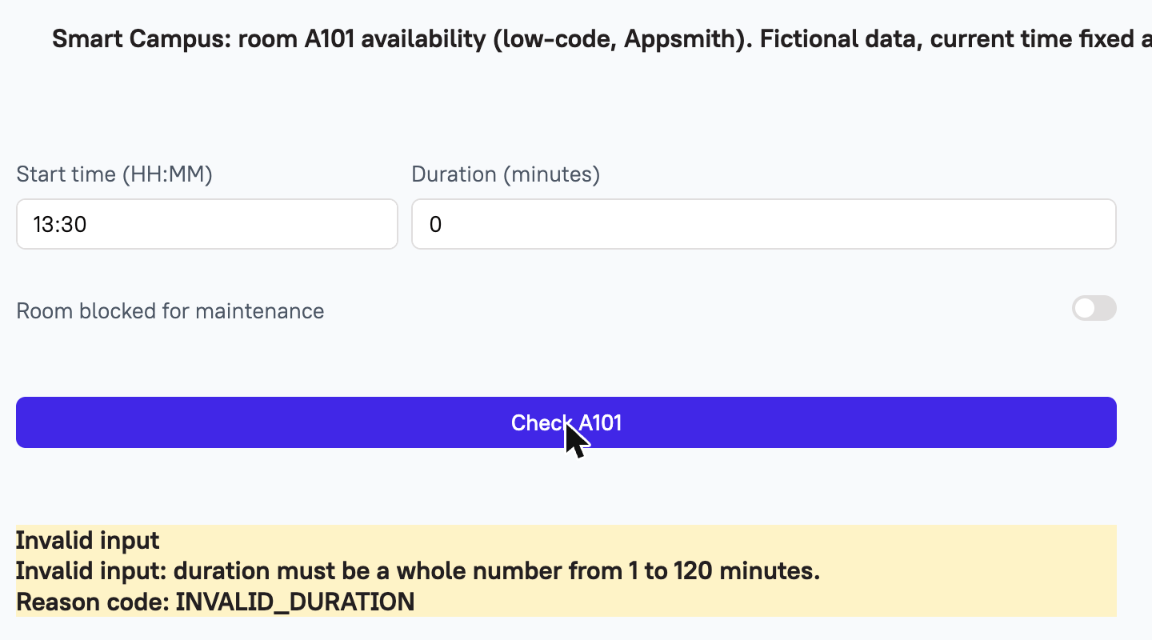 Smart Campus: room A101 availability (low-code, Appsmith). Fictional data, current time fixed a
Start time (HH:MM)
Duration (minutes)
13:30
0
Room blocked for maintenance
Check A101
Invalid input
Invalid input: duration must be a whole number from 1 to 120 minutes.
Reason code: INVALID_DURATION